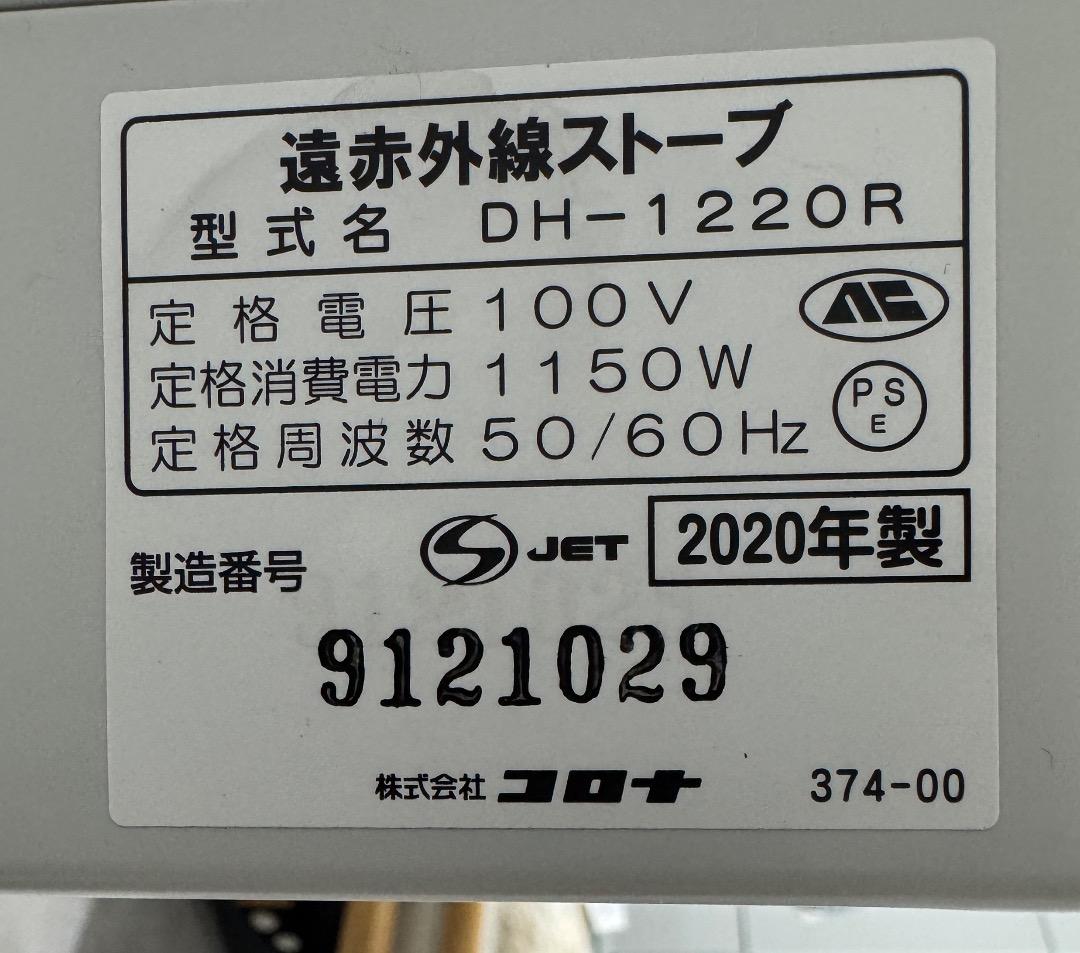 遠赤外線ストーブ
型式名 DH-1220R
定格電圧 100V
定格消費電力 1150W
定格周波数 50/60Hz
PS
E
製造番号
S JET
2020年製
9121029
株式会社 コロナ
374-00